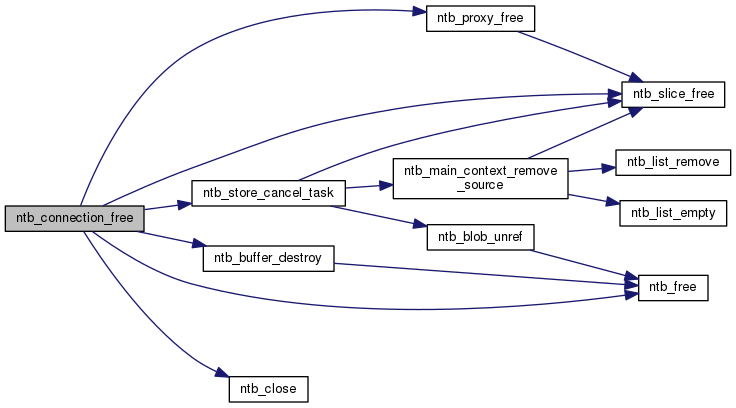 ntb_proxy_free
ntb_slice_free
ntb_list_remove
ntb_main_context_remove
_source
ntb_store_cancel_task
ntb_connection_free
ntb_list_empty
ntb_blob_unref
ntb_buffer_destroy
ntb_free
ntb_close